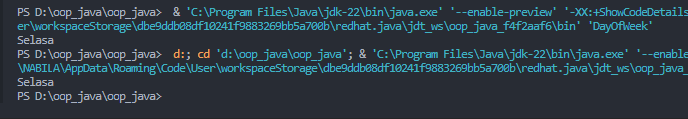 PS D:\oop_java\oop_java>  & 'C:\Program Files\Java\jdk-22\bin\java.exe' '--enable-preview' '-XX:+ShowCodeDetails
er\workspaceStorage\dbe9ddb08df10241f9883269bb5a700b\redhat.java\jdt_ws\oop_java_f4f2aaf6\bin' 'DayOfWeek'
Selasa
PS D:\oop_java\oop_java>  d:; cd 'd:\oop_java\oop_java'; & 'C:\Program Files\Java\jdk-22\bin\java.exe' '--enable
\NABILA\AppData\Roaming\Code\User\workspaceStorage\dbe9ddb08df10241f9883269bb5a700b\redhat.java\jdt_ws\oop_java_
Selasa
PS D:\oop_java\oop_java>